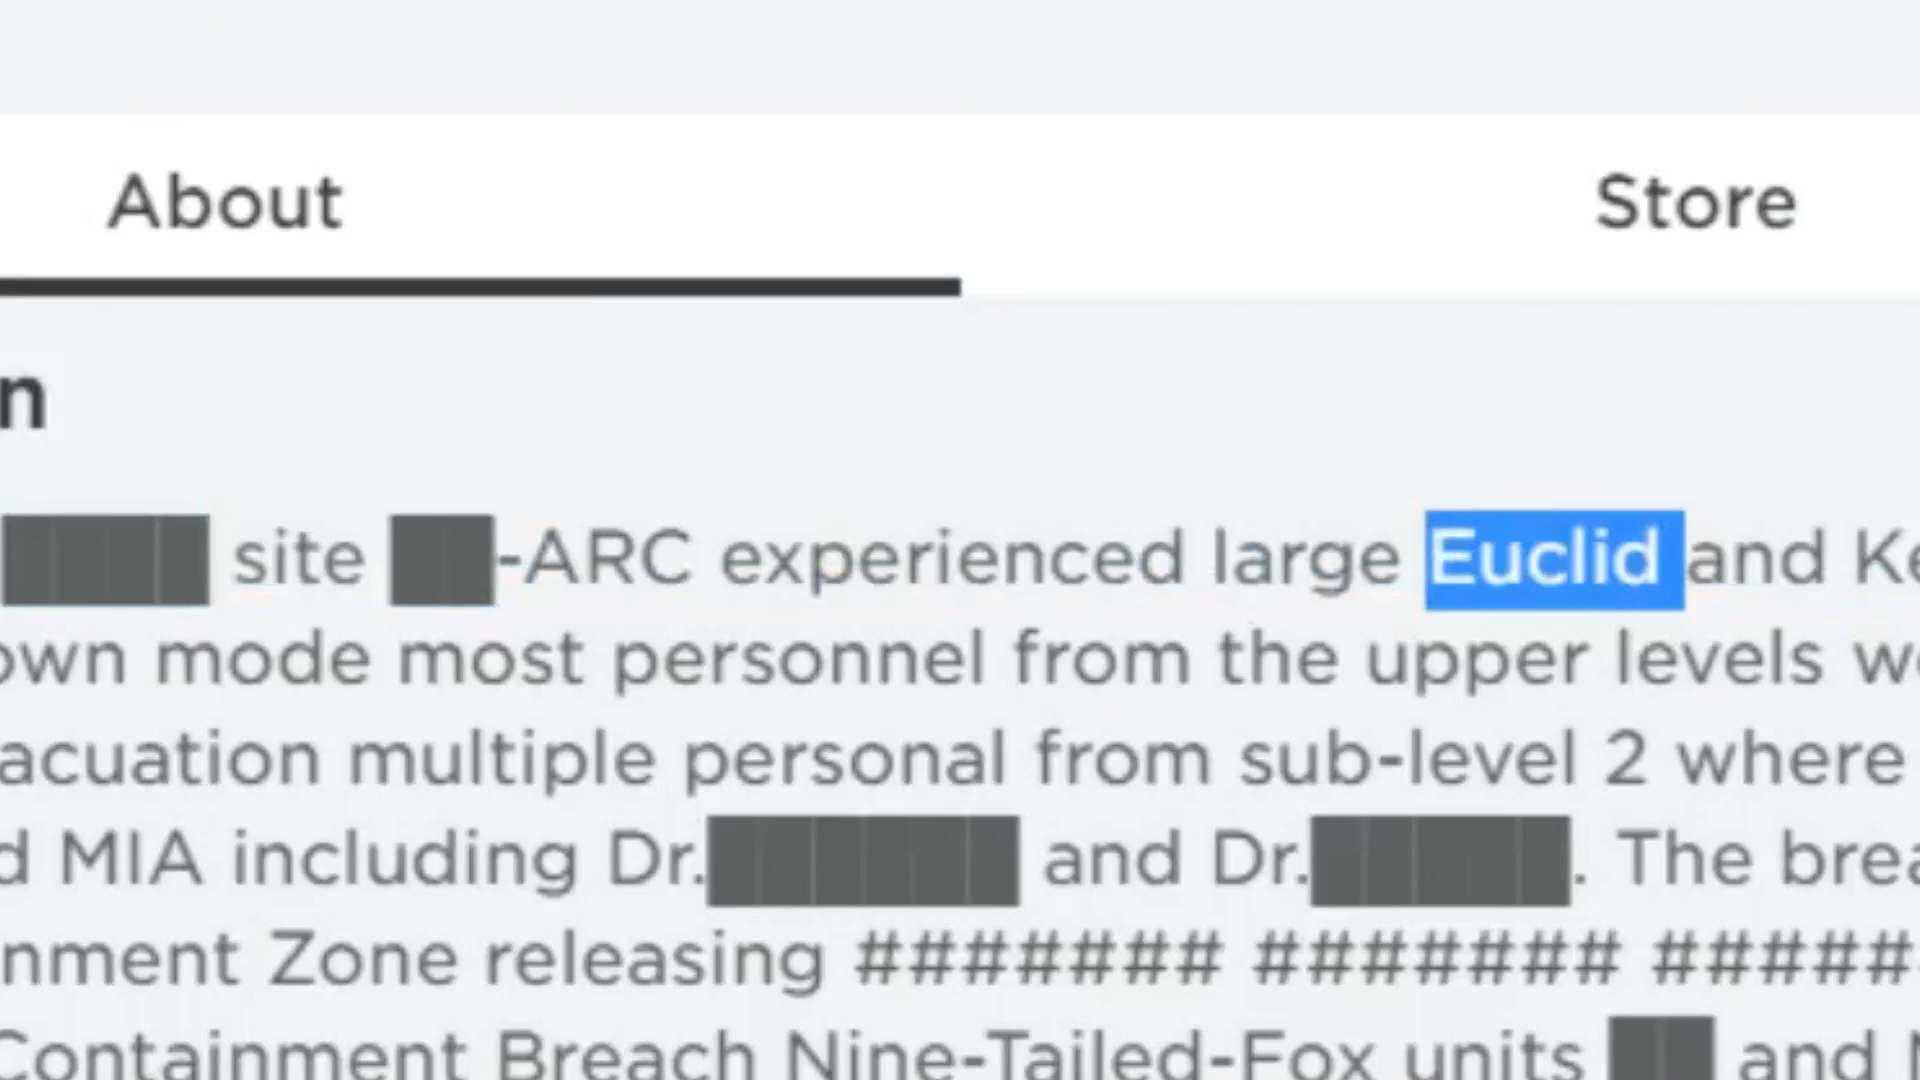 About Store
n
████ site ██-ARC experienced large Euclid and Ke
own mode most personnel from the upper levels we
acuation multiple personal from sub-level 2 where
d MIA including Dr.██████ and Dr.█████. The brea
nment Zone releasing ####### ####### #####
Containment Breach Nine-Tailed-Fox units ██ and